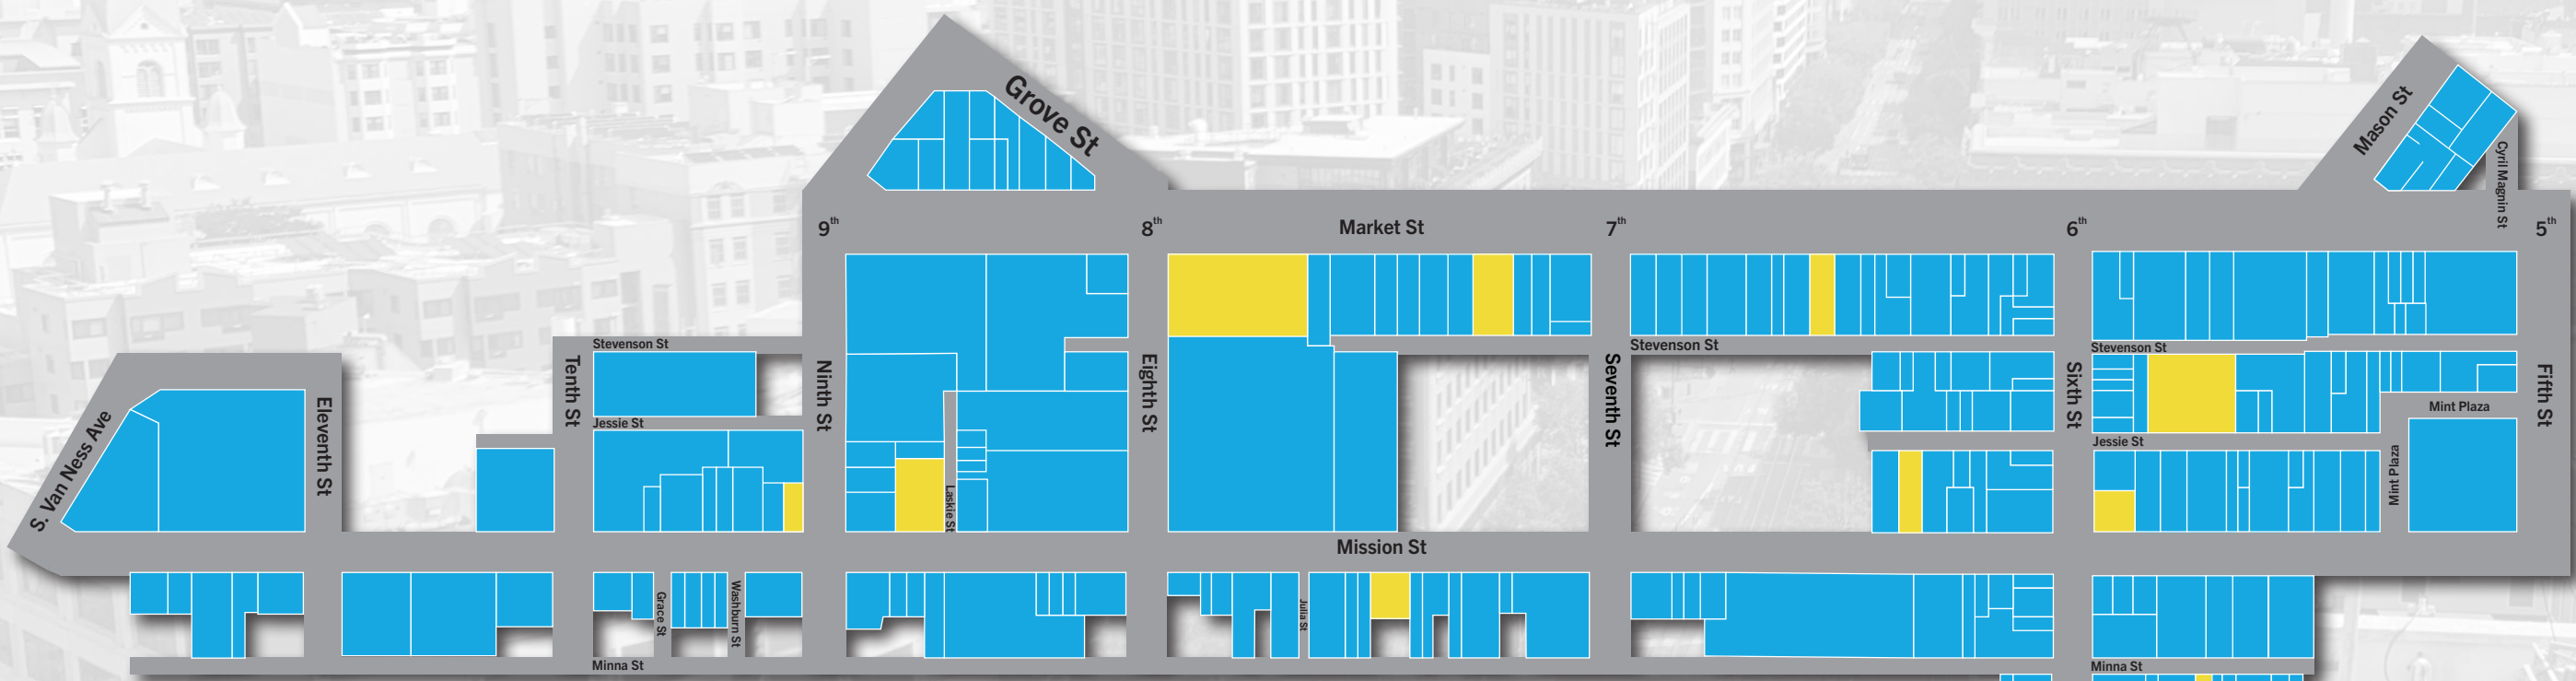 Grove St
Mason St
Cyril Magnin St
9th
8th
Market St
7th
6th
5th
Stevenson St
Stevenson St
Stevenson St
S. Van Ness Ave
Eleventh St
Tenth St
Ninth St
Eighth St
Seventh St
Sixth St
Fifth St
Mint Plaza
Jessie St
Jessie St
Mint Plaza
Laskie St
Mission St
Grace St
Washburn St
Julia St
Minna St
Minna St